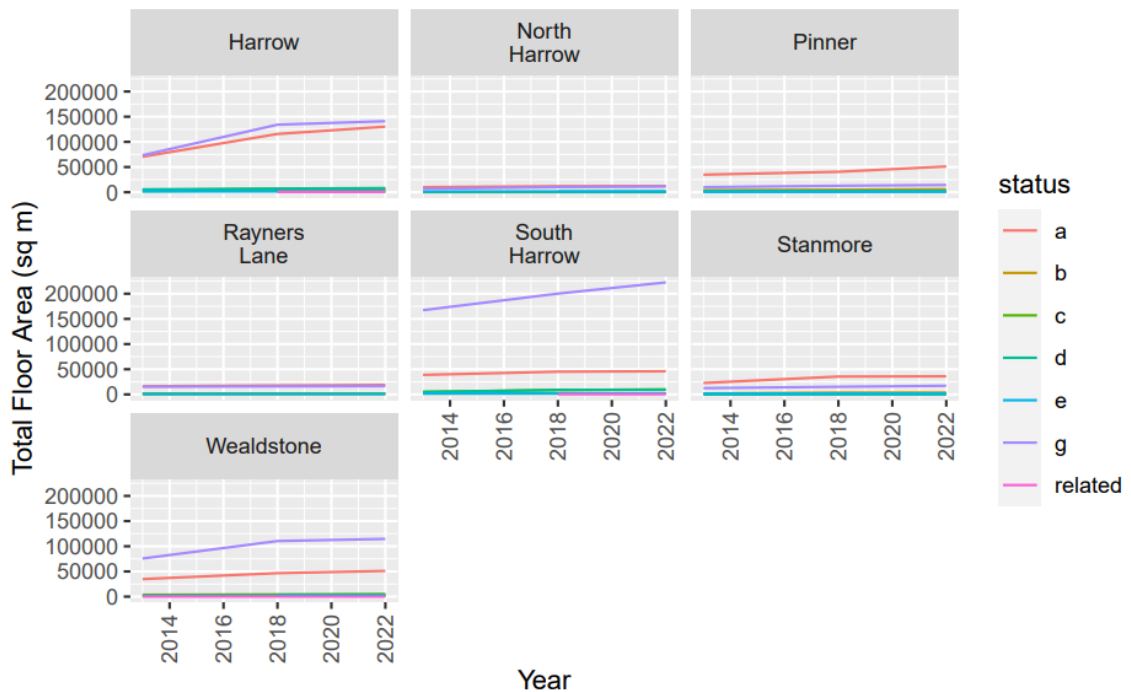 Harrow
North
Harrow
Pinner
200000
150000
100000
50000
0
Rayners
Lane
South
Harrow
Stanmore
200000
150000
100000
50000
0
2014
2016
2018
2020
2022
2014
2016
2018
2020
2022
Wealdstone
200000
150000
100000
50000
0
2014
2016
2018
2020
2022
Total Floor Area (sq m)
Year
status
a
b
c
d
e
g
related